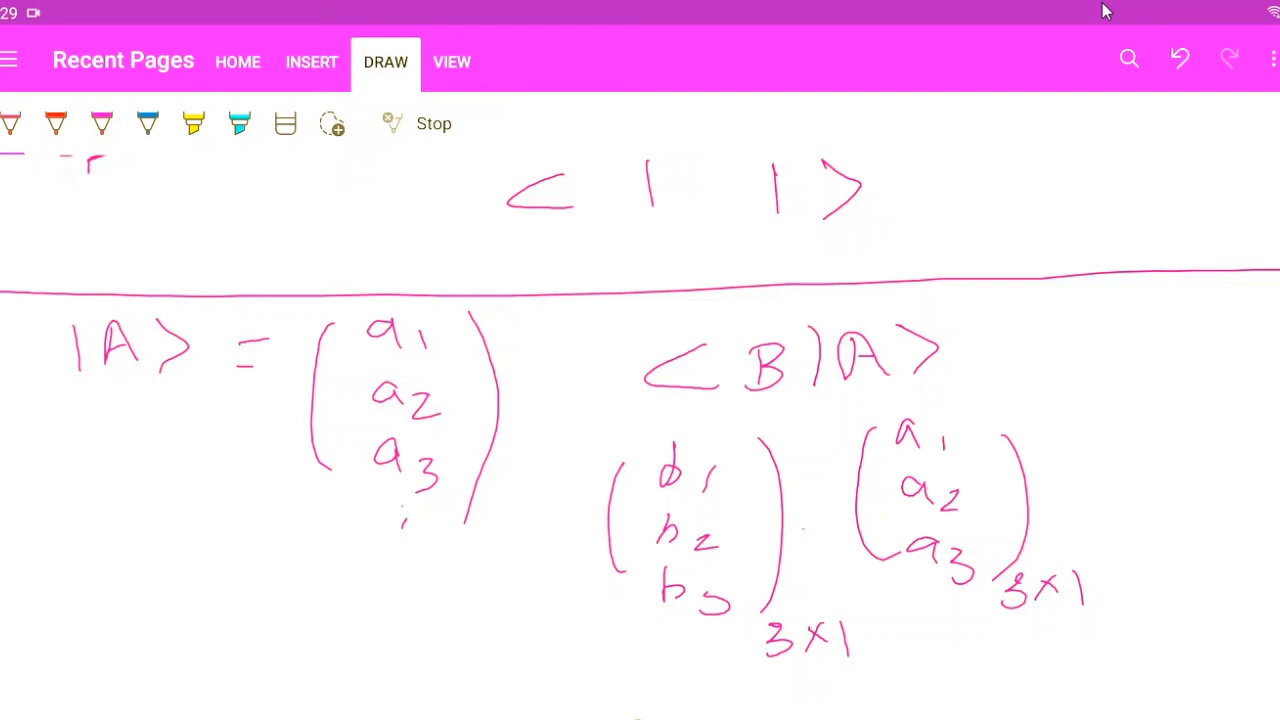 29
Recent Pages HOME INSERT DRAW VIEW
Stop
< | | >
|A> = ( a1 a2 a3 )
<B|A>
( b1 b2 b3 ) 3×1 . ( a1 a2 a3 ) 3×1